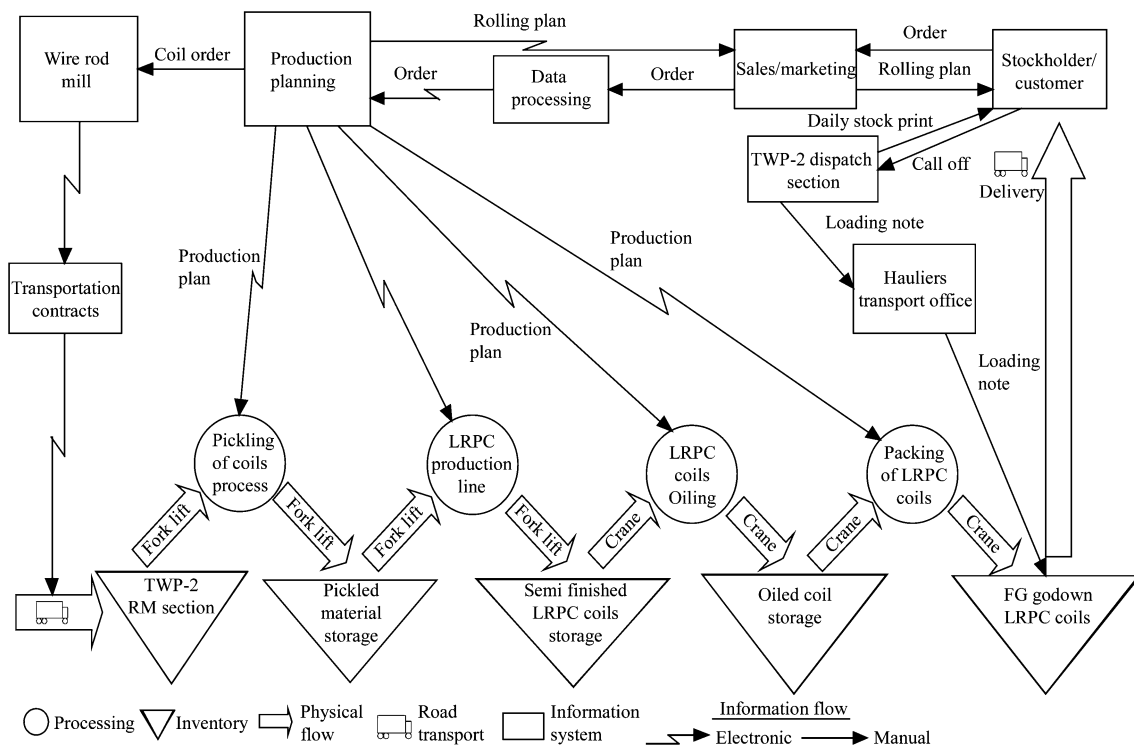 Rolling plan
Wire rod
mill
Coil order
Production
planning
Order
Data
processing
Order
Sales/marketing
Order
Rolling plan
Stockholder/
customer
Daily stock print
TWP-2 dispatch
section
Call off
Delivery
Loading note
Production
plan
Production
plan
Production
plan
Transportation
contracts
Hauliers
transport office
Loading
note
Pickling
of coils
process
LRPC
production
line
LRPC
coils
Oiling
Packing
of LRPC
coils
Fork lift
Fork lift
Fork lift
Fork lift
Crane
Crane
Crane
Crane
TWP-2
RM section
Pickled
material
storage
Semi finished
LRPC coils
storage
Oiled coil
storage
FG godown
LRPC coils
Processing
Inventory
Physical
flow
Road
transport
Information
system
Information flow
Electronic
Manual